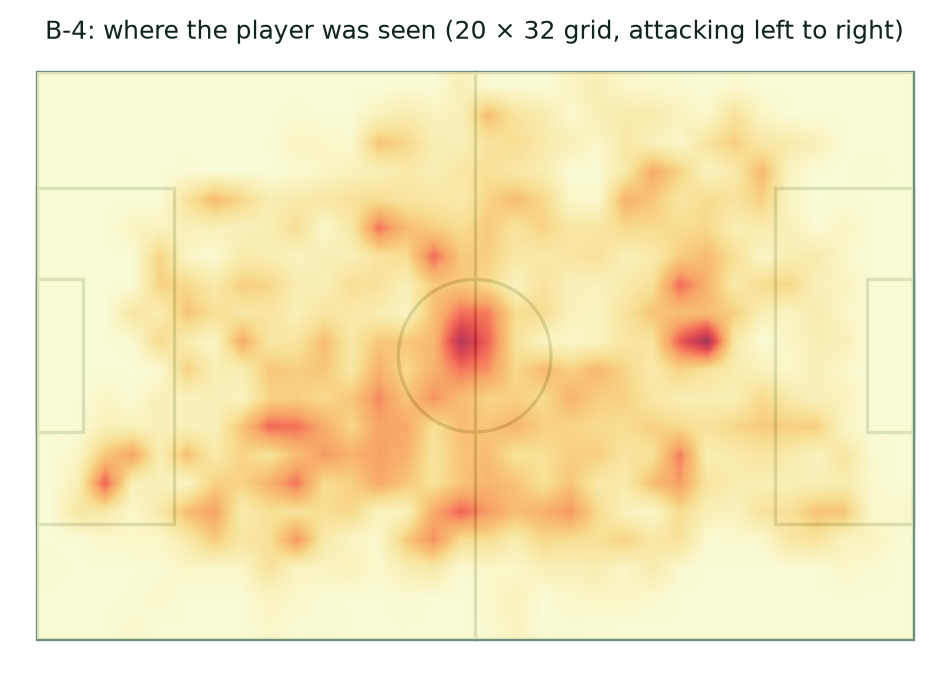 B-4: where the player was seen (20 × 32 grid, attacking left to right)